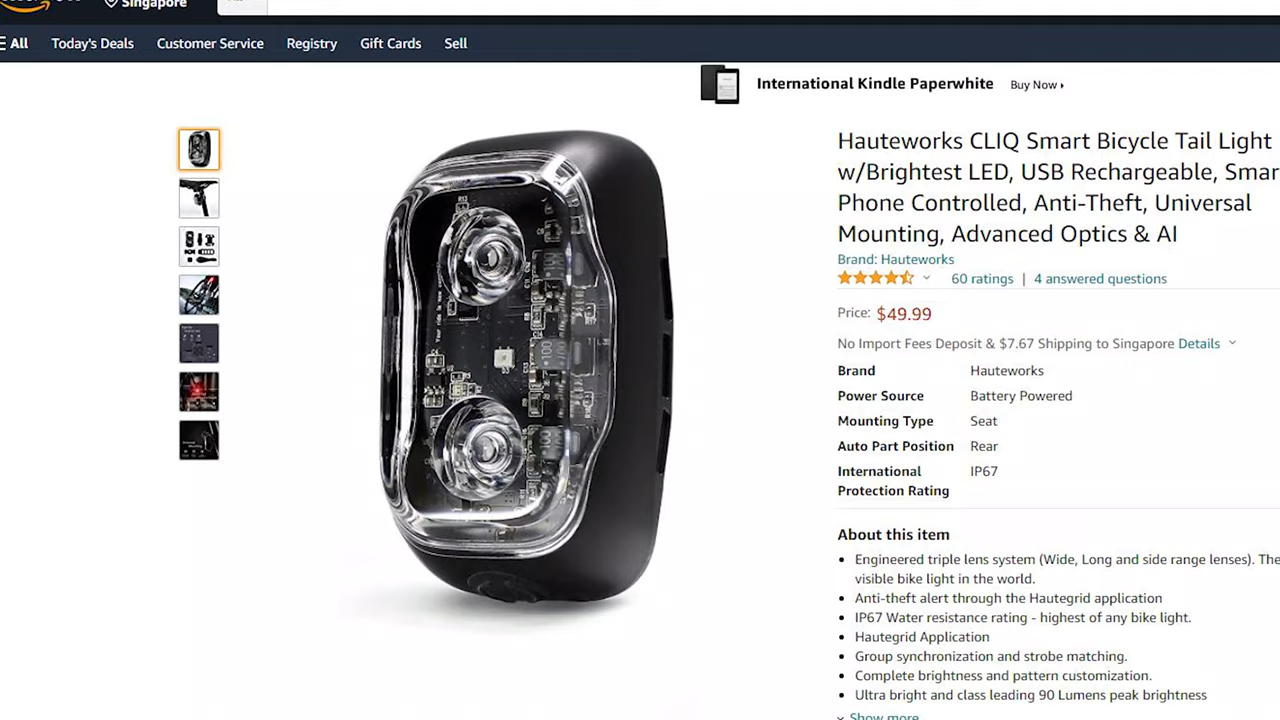 Singapore
All
Today's Deals
Customer Service
Registry
Gift Cards
Sell
International Kindle Paperwhite
Buy Now
Hauteworks CLIQ Smart Bicycle Tail Light
w/Brightest LED, USB Rechargeable, Smar
Phone Controlled, Anti-Theft, Universal
Mounting, Advanced Optics & AI
Brand: Hauteworks
60 ratings | 4 answered questions
Price: $49.99
No Import Fees Deposit & $7.67 Shipping to Singapore Details
Brand Hauteworks
Power Source Battery Powered
Mounting Type Seat
Auto Part Position Rear
International IP67
Protection Rating
About this item
Engineered triple lens system (Wide, Long and side range lenses). The
visible bike light in the world.
Anti-theft alert through the Hautegrid application
IP67 Water resistance rating - highest of any bike light.
Hautegrid Application
Group synchronization and strobe matching.
Complete brightness and pattern customization.
Ultra bright and class leading 90 Lumens peak brightness
Show more